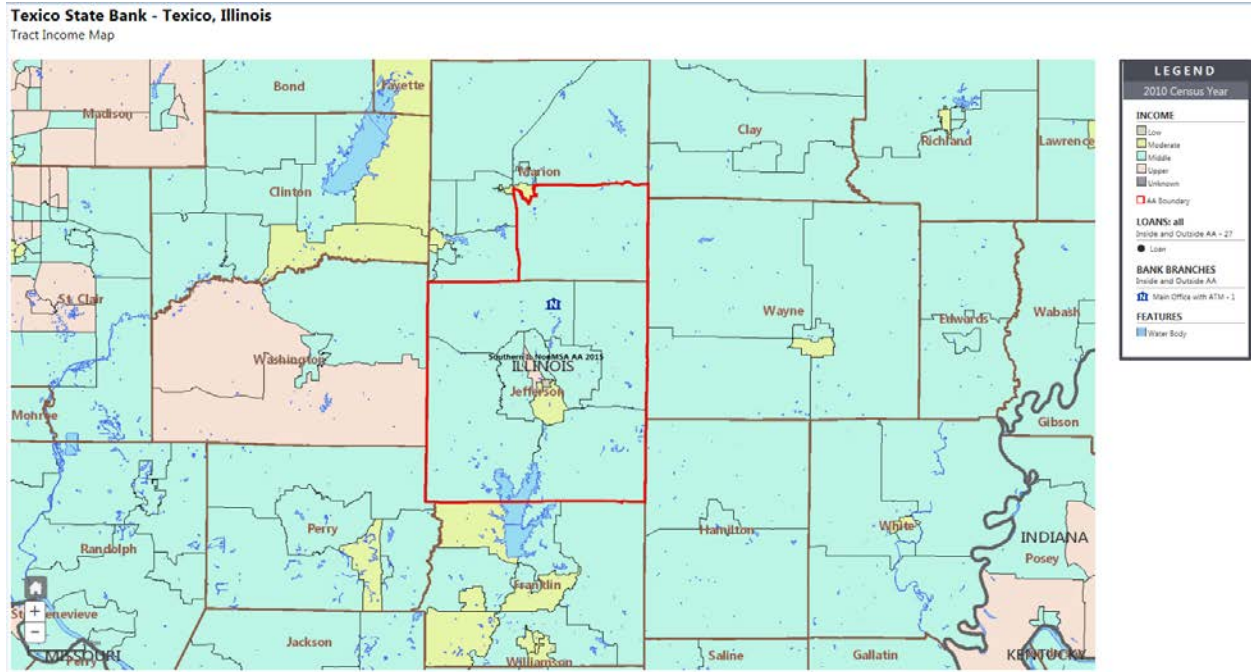 Texico State Bank - Texico, Illinois
Tract Income Map
Bond
Fayette
Madison
Clay
Richland
Lawrence
Marion
Clinton
St. Clair
Wayne
Edwards
Wabash
Washington
Southern IL NonMSA AA 2015
ILLINOIS
Jefferson
Monroe
Gibson
Perry
Hamilton
White
INDIANA
Posey
Randolph
Franklin
+
−
Jackson
Williamson
Saline
Gallatin
MISSOURI
Perry
KENTUCKY
LEGEND
2010 Census Year
INCOME
Low
Moderate
Middle
Upper
Unknown
AA Boundary
LOANS: all
Inside and Outside AA - 27
Loan
BANK BRANCHES
Inside and Outside AA
Main Office with ATM - 1
FEATURES
Water Body